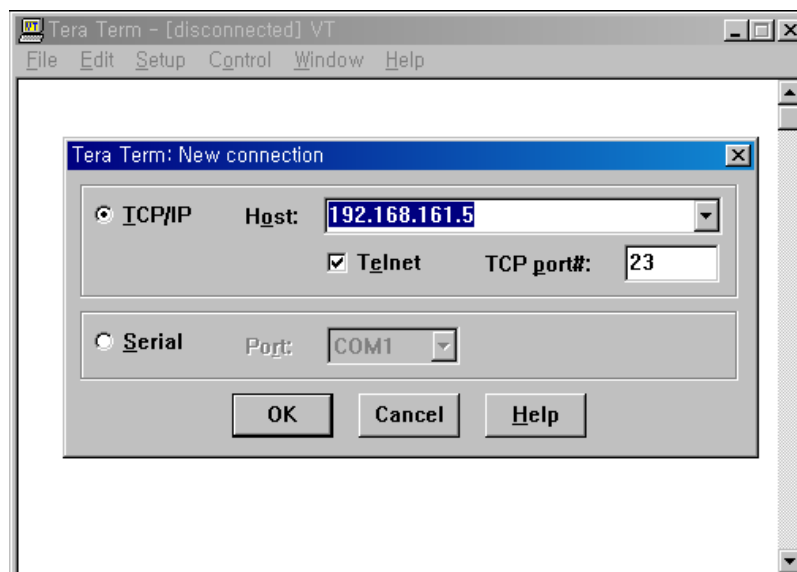 Tera Term - [disconnected] VT
File Edit Setup Control Window Help
Tera Term: New connection
TCP/IP Host: 192.168.161.5
Telnet TCP port#: 23
Serial Port: COM1
OK Cancel Help